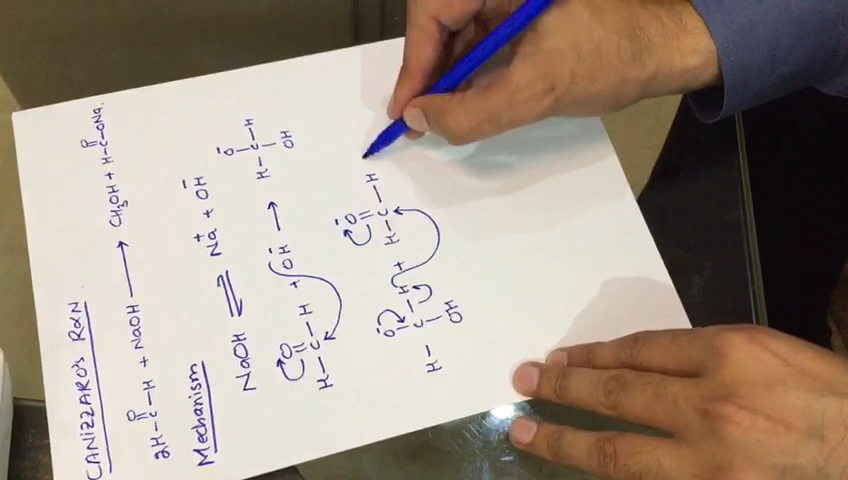 CANIZZARO'S RXN
2H-C-H + NaOH → CH3OH + H-C-ONa.
O O
Mechanism
NaOH ⇌ Na+ + OH-
H-C-H + OH- → H-C-H
O O- OH
H-C-H + H-C-H
O- OH O